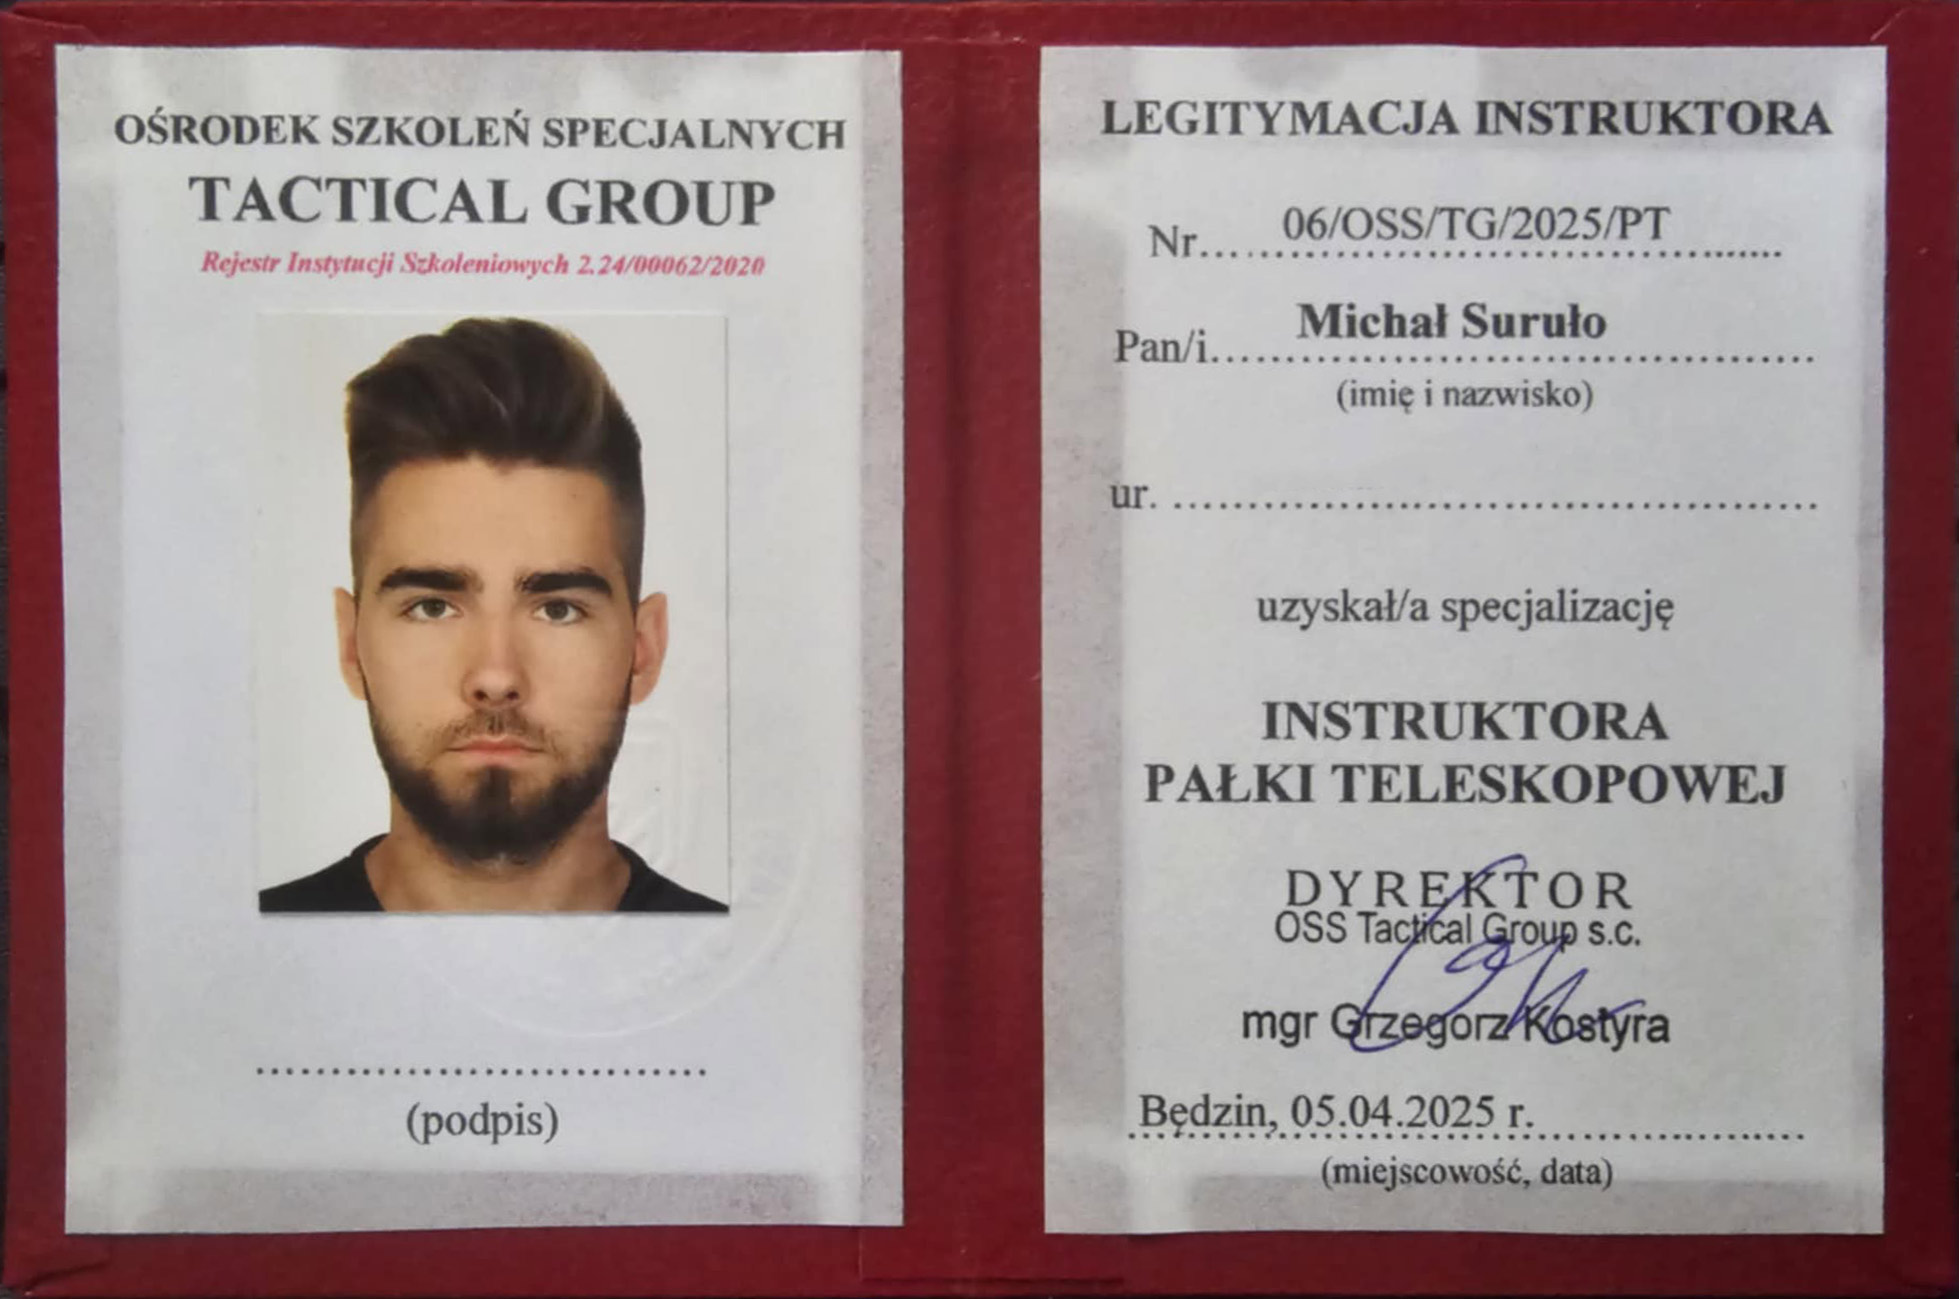 OŚRODEK SZKOLEŃ SPECJALNYCH
TACTICAL GROUP
Rejestr Instytucji Szkoleniowych 2.24/00062/2020
(podpis)
LEGITYMACJA INSTRUKTORA
Nr. 06/OSS/TG/2025/PT
Pan/i. Michał Suruło
(imię i nazwisko)
ur.
uzyskał/a specjalizację
INSTRUKTORA
PAŁKI TELESKOPOWEJ
DYREKTOR
OSS Tactical Group s.c.
mgr Grzegorz Kostyra
Będzin, 05.04.2025 r.
(miejscowość, data)